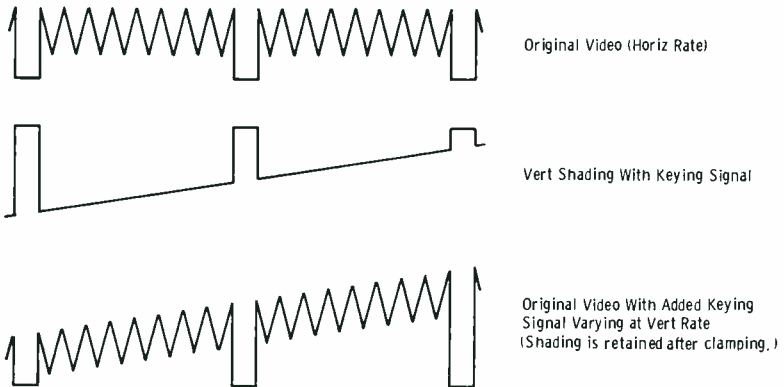 Original Video (Horiz Rate)
Vert Shading With Keying Signal
Original Video With Added Keying
Signal Varying at Vert Rate
(Shading is retained after clamping.)